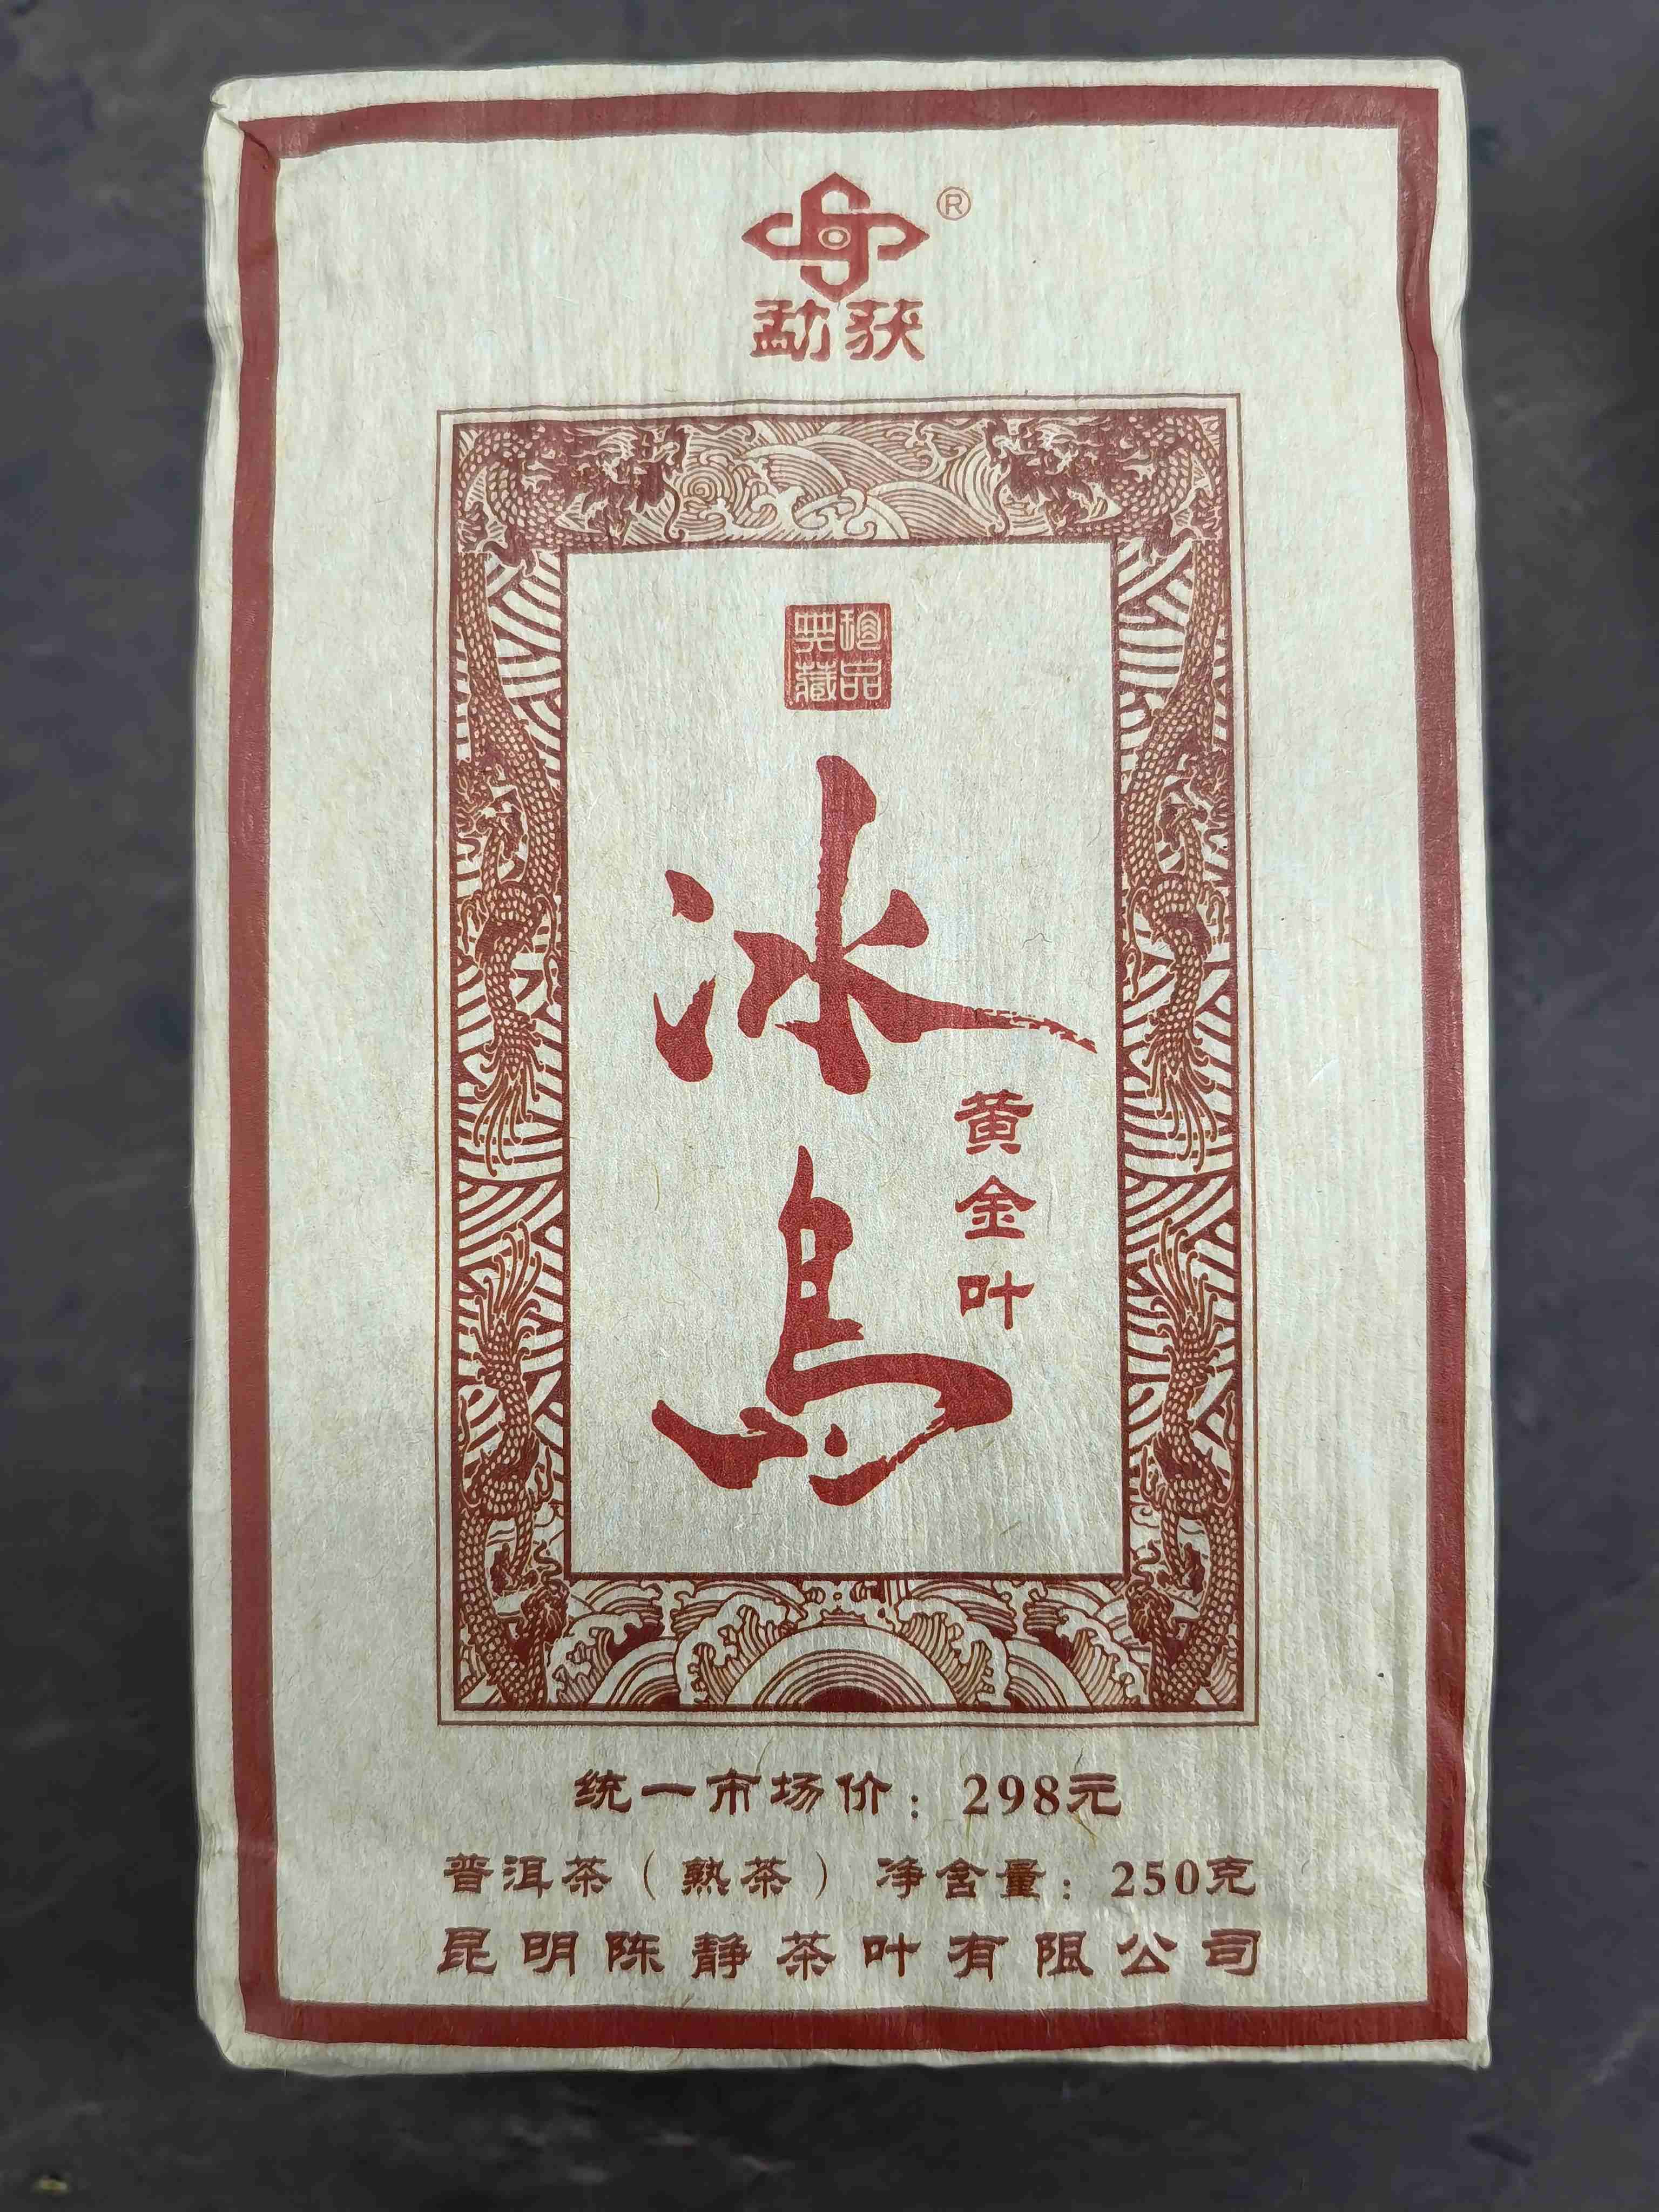 ®
勐获
珍品
典藏
冰岛
黄金叶
统一市场价：298元
普洱茶（熟茶） 净含量：250克
昆明陈静茶叶有限公司